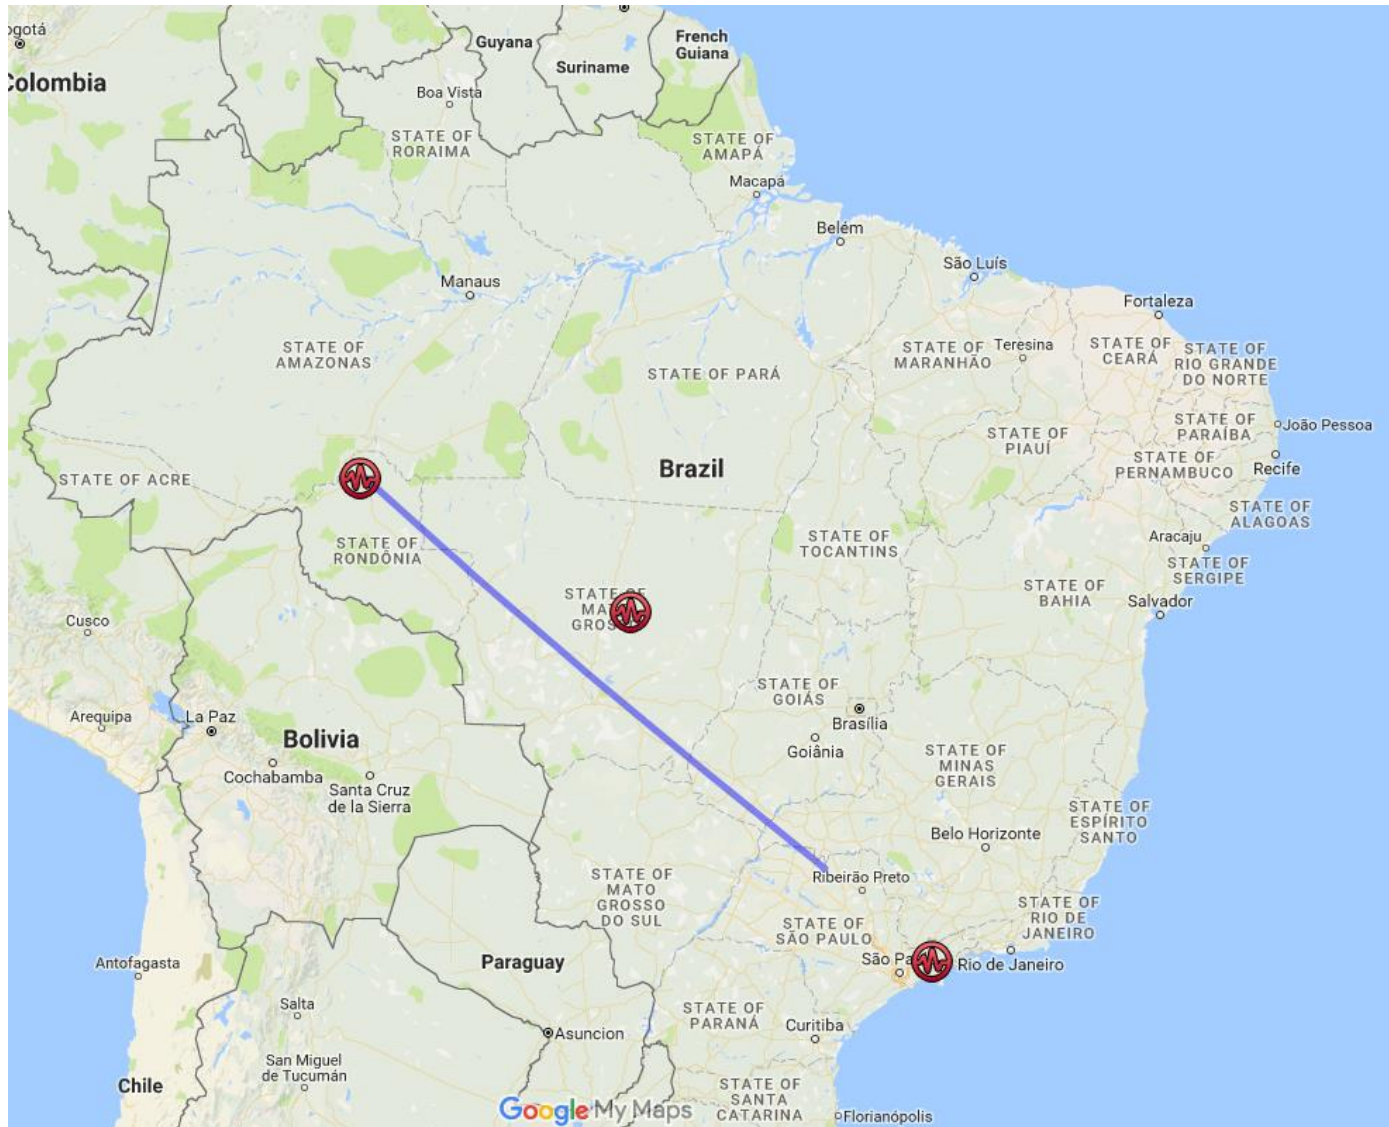 ogotá
Colombia
Guyana
Suriname
French
Guiana
Boa Vista
STATE OF
RORAIMA
STATE OF
AMAPÁ
Macapá
Belém
São Luís
Manaus
Fortaleza
STATE OF
AMAZONAS
STATE OF PARÁ
STATE OF
MARANHÃO
Teresina
STATE OF
CEARÁ
STATE OF
RIO GRANDE
DO NORTE
STATE OF
PARAÍBA
João Pessoa
STATE OF
PIAUÍ
STATE OF
PERNAMBUCO
Recife
STATE OF ACRE
Brazil
STATE OF
ALAGOAS
STATE OF
RONDÔNIA
STATE OF
TOCANTINS
Aracaju
STATE OF
SERGIPE
STATE OF
MA
GROS
STATE OF
BAHIA
Salvador
Cusco
Arequipa
La Paz
Bolivia
Cochabamba
Santa Cruz
de la Sierra
STATE OF
GOIÁS
Brasília
Goiânia
STATE OF
MINAS
GERAIS
STATE OF
ESPÍRITO
SANTO
Belo Horizonte
Ribeirão Preto
STATE OF
MATO
GROSSO
DO SUL
STATE OF
RIO DE
JANEIRO
STATE OF
SÃO PAULO
São Pa
Rio de Janeiro
Antofagasta
Paraguay
Salta
STATE OF
PARANÁ
Curitiba
Asuncion
San Miguel
de Tucumán
Chile
STATE OF
SANTA
CATARINA
Florianópolis
Google My Maps